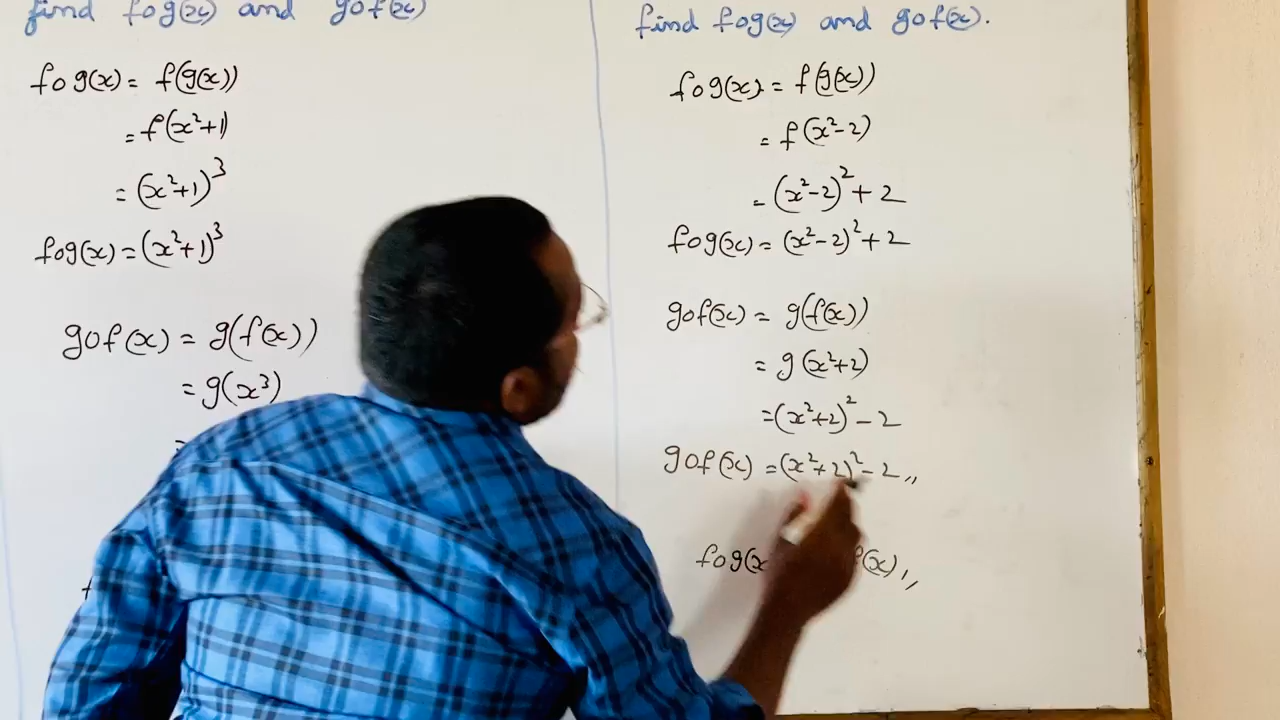 find fog(x) and gof(x)
fog(x) = f(g(x))
= f(x²+1)
= (x²+1)³
fog(x) = (x²+1)³
gof(x) = g(f(x))
= g(x³)
find fog(x) and gof(x).
fog(x) = f(g(x))
= f(x²-2)
= (x²-2)²+2
fog(x) = (x²-2)²+2
gof(x) = g(f(x))
= g(x²+2)
= (x²+2)²-2
gof(x) = (x²+2)²-2,,
fog(x f(x),,